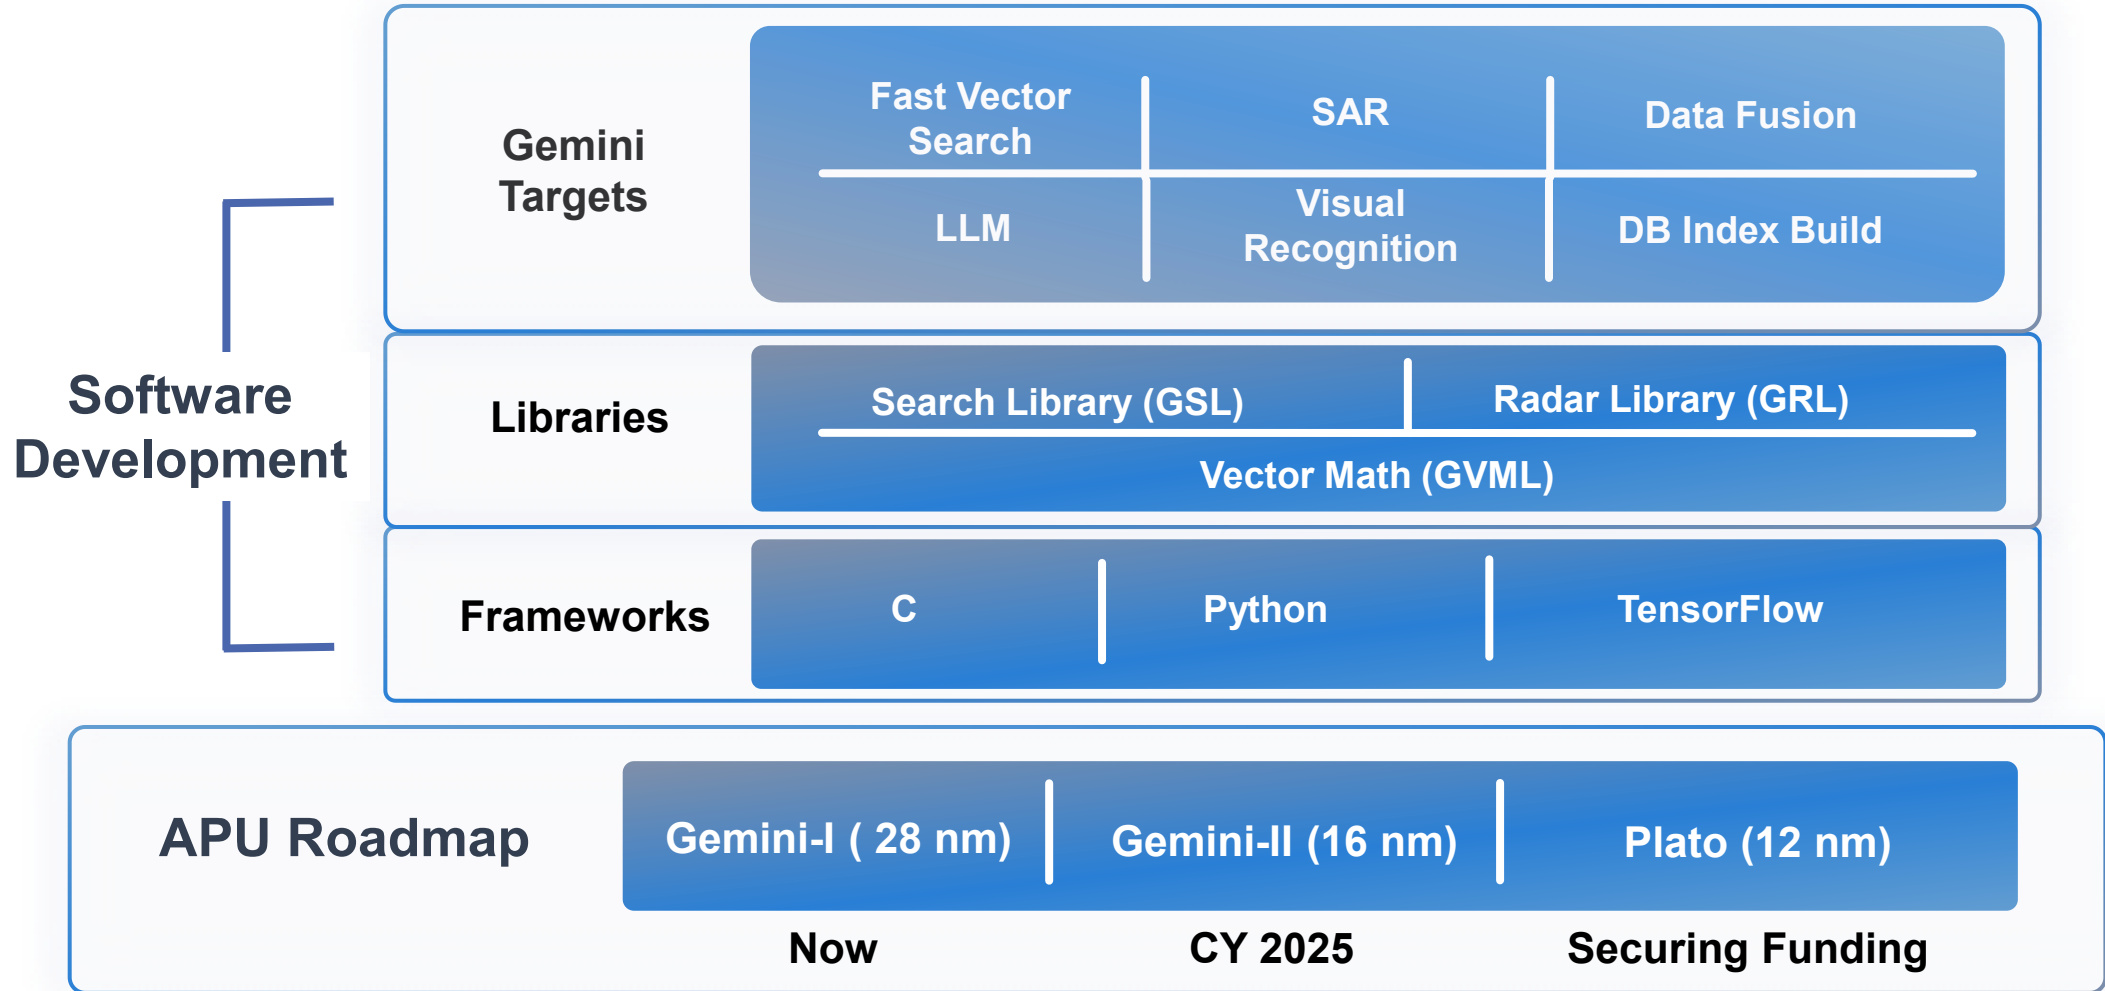 Gemini
Targets
Fast Vector
Search
SAR
Data Fusion
LLM
Visual
Recognition
DB Index Build
Software
Development
Libraries
Search Library (GSL)
Radar Library (GRL)
Vector Math (GVML)
Frameworks
C
Python
TensorFlow
APU Roadmap
Gemini-I ( 28 nm)
Gemini-II (16 nm)
Plato (12 nm)
Now
CY 2025
Securing Funding